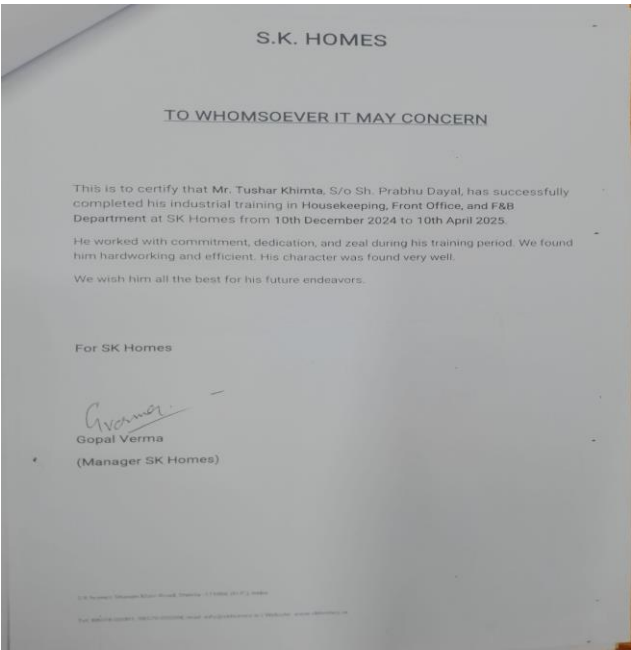 S.K. HOMES
TO WHOMSOEVER IT MAY CONCERN
This is to certify that Mr. Tushar Khimta, S/o Sh. Prabhu Dayal, has successfully
completed his industrial training in Housekeeping, Front Office, and F&B
Department at SK Homes from 10th December 2024 to 10th April 2025.
He worked with commitment, dedication, and zeal during his training period. We found
him hardworking and efficient. His character was found very well.
We wish him all the best for his future endeavors.
For SK Homes
Gopal Verma
(Manager SK Homes)